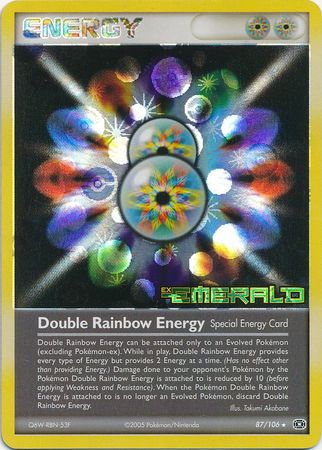 ENERGY
EX EMERALD
Double Rainbow Energy Special Energy Card
Double Rainbow Energy can be attached only to an Evolved Pokémon
(excluding Pokémon-ex). While in play, Double Rainbow Energy
provides every type of Energy but provides 2 Energy at a time. (Has no effect other
than providing Energy.) Damage done to your opponent's Pokémon by the
Pokémon Double Rainbow Energy is attached to is reduced by 10 (before
applying Weakness and Resistance). When the Pokémon Double Rainbow
Energy is attached to is no longer an Evolved Pokémon, discard Double
Rainbow Energy.
Illus. Takumi Akabane
Q6W-RBN-53F ©2005 Pokémon/Nintendo 87/106 ★